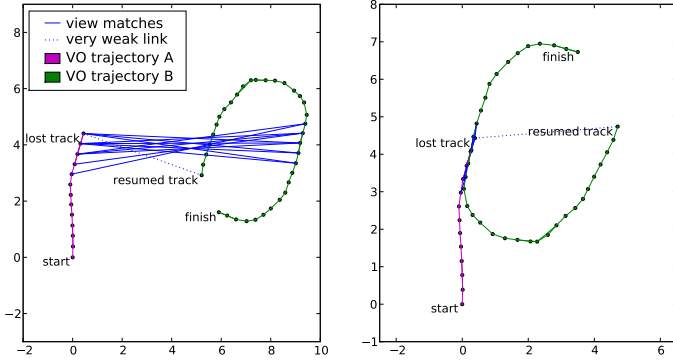 view matches
very weak link
VO trajectory A
VO trajectory B
8
6
4
2
0
−2
−2
0
2
4
6
8
10
lost track
resumed track
finish
start
8
7
6
5
4
3
2
1
0
−1
−2
0
2
4
6
finish
lost track
resumed track
start